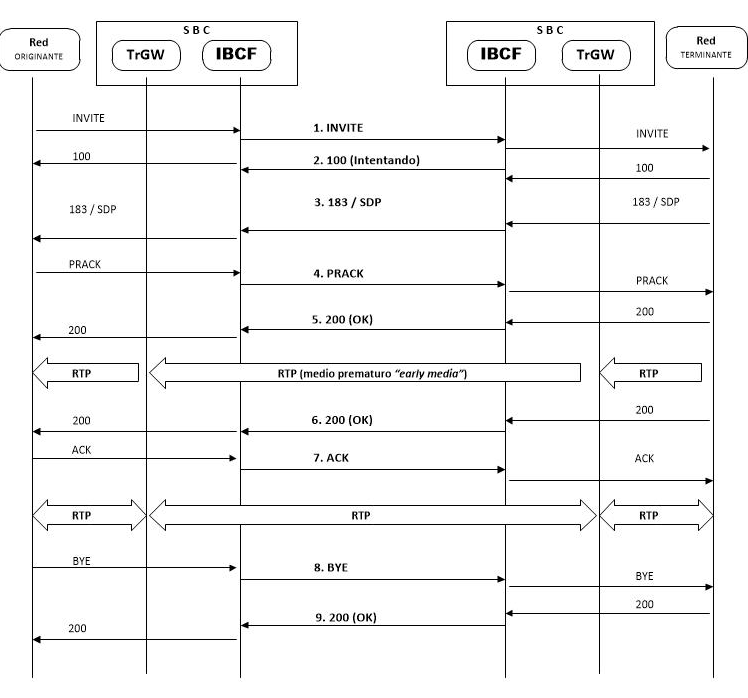 S B C
S B C
Red
ORIGINANTE
TrGW
IBCF
IBCF
TrGW
Red
TERMINANTE
INVITE
1. INVITE
INVITE
100
2. 100 (Intentando)
100
183 / SDP
3. 183 / SDP
183 / SDP
PRACK
4. PRACK
PRACK
200
5. 200 (OK)
200
RTP
RTP (medio prematuro “early media”)
RTP
200
6. 200 (OK)
200
ACK
7. ACK
ACK
RTP
RTP
RTP
BYE
8. BYE
BYE
200
9. 200 (OK)
200